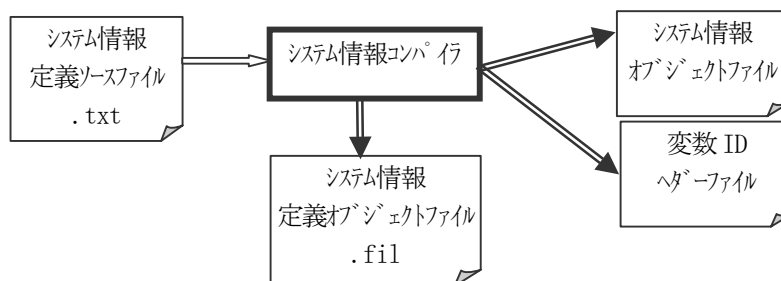 システム情報
定義ソースファイル
.txt
システム情報コンパイラ
システム情報
オブジェクトファイル
変数 ID
ヘッダーファイル
システム情報
定義オブジェクトファイル
.fil